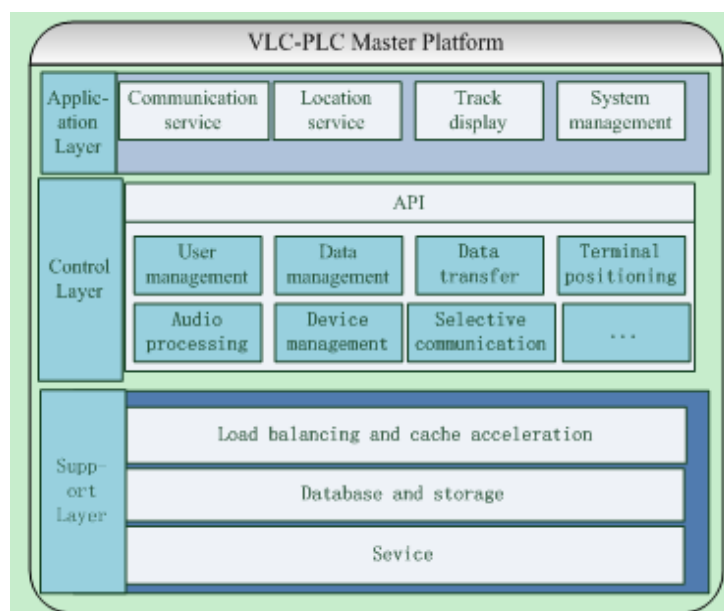 VLC-PLC Master Platform
Applic-
ation
Layer
Communication
service
Location
service
Track
display
System
management
Control
Layer
API
User
management
Data
management
Data
transfer
Terminal
positioning
Audio
processing
Device
management
Selective
communication
...
Supp-
ort
Layer
Load balancing and cache acceleration
Database and storage
Sevice